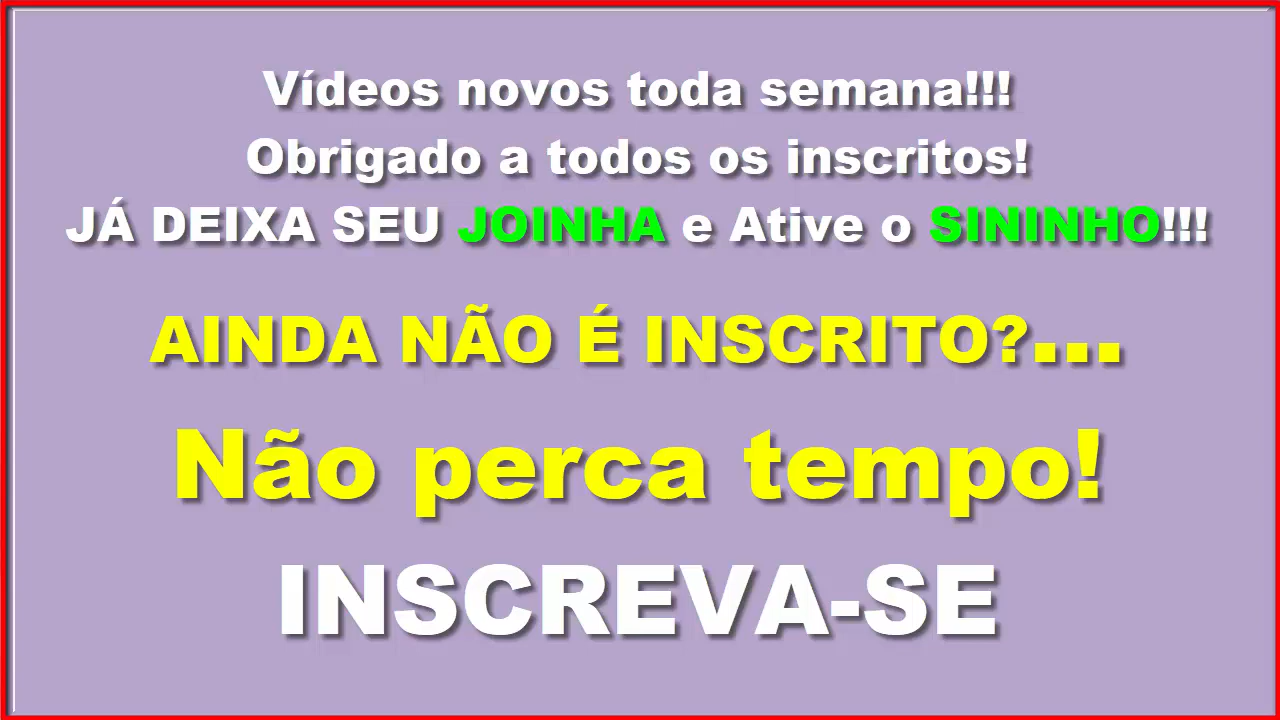 Vídeos novos toda semana!!!
Obrigado a todos os inscritos!
JÁ DEIXA SEU JOINHA e Ative o SININHO!!!
AINDA NÃO É INSCRITO?...
Não perca tempo!
INSCREVA-SE